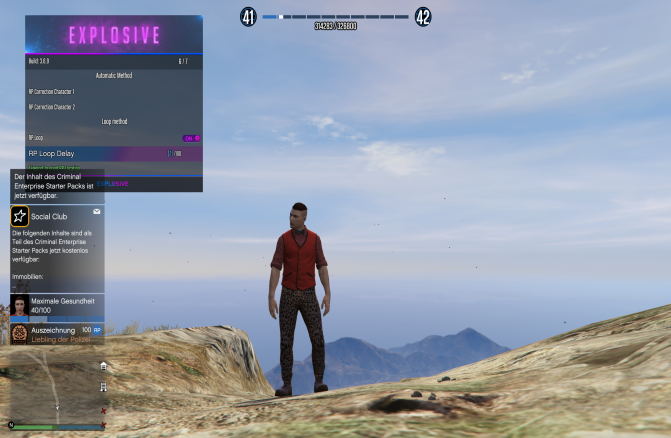 EXPLOSIVE
41
42
314283/326800
Build: 3.8.9
6 / 7
Automatic Method
RP Correction Character 1
RP Correction Character 2
Loop method
RP Loop
RP Loop Delay
EXPLOSIVE
Der Inhalt des Criminal
Enterprise Starter Packs ist
jetzt verfügbar.
Social Club
Die folgenden Inhalte sind als
Teil des Criminal Enterprise
Starter Packs jetzt kostenlos
verfügbar:
Immobilien:
Maximale Gesundheit
40/100
Auszeichnung 100 RP
Liebling der Polizei
N